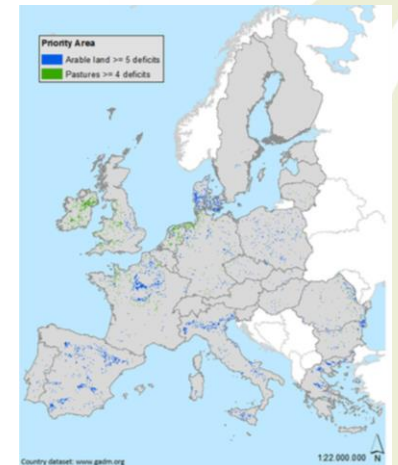 Priority Area
Arable land >= 5 deficits
Pastures >= 4 deficits
Country dataset: www.gadm.org
1:22.000.000
N